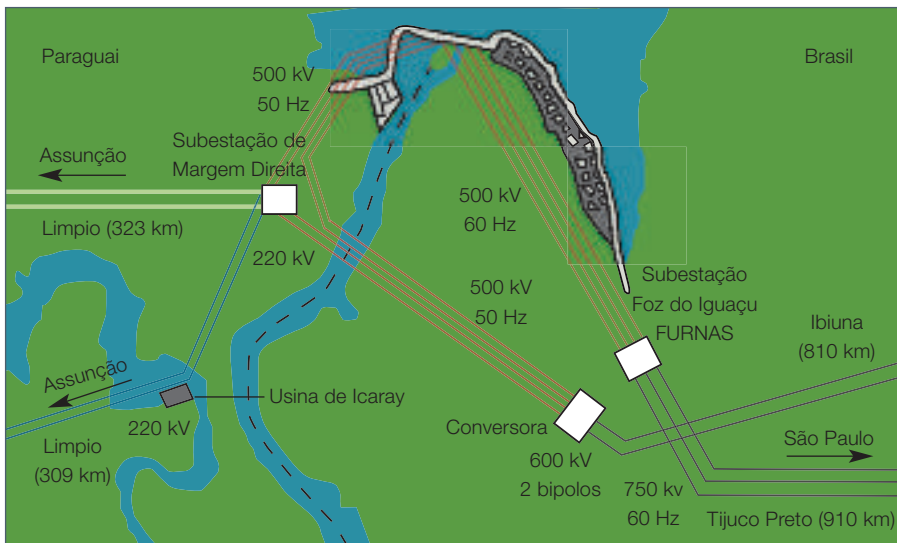 Paraguai
Brasil
500 kV
50 Hz
Subestação de
Margem Direita
Assunção
Limpio (323 km)
220 kV
500 kV
60 Hz
500 kV
50 Hz
Subestação
Foz do Iguaçu
FURNAS
Ibiuna
(810 km)
Assunção
Usina de Icaray
220 kV
Limpio
(309 km)
Conversora
600 kV
2 bipolos
750 kv
60 Hz
São Paulo
Tijuco Preto (910 km)